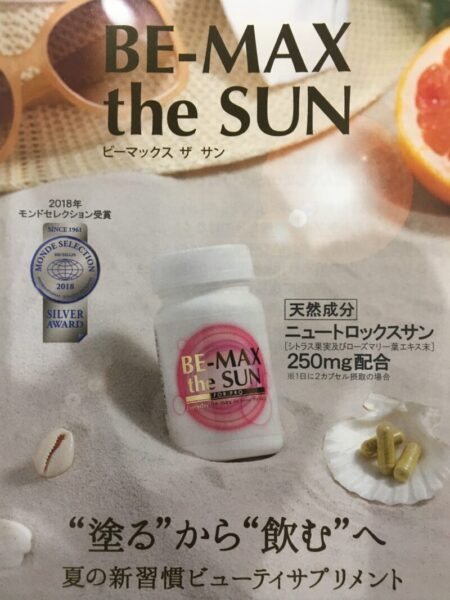 BE-MAX
the SUN
ビーマックス ザ サン
2018年
モンドセレクション受賞
SINCE 1961
MONDE SELECTION
BRUXELLES
2018
SILVER
AWARD
天然成分
ニュートロックスサン
［シトラス果実及びローズマリー葉エキス末］
250mg配合
※1日に2カプセル摂取の場合
BE-MAX
the SUN
FOR PRO
“塗る”から“飲む”へ
夏の新習慣ビューティサプリメント